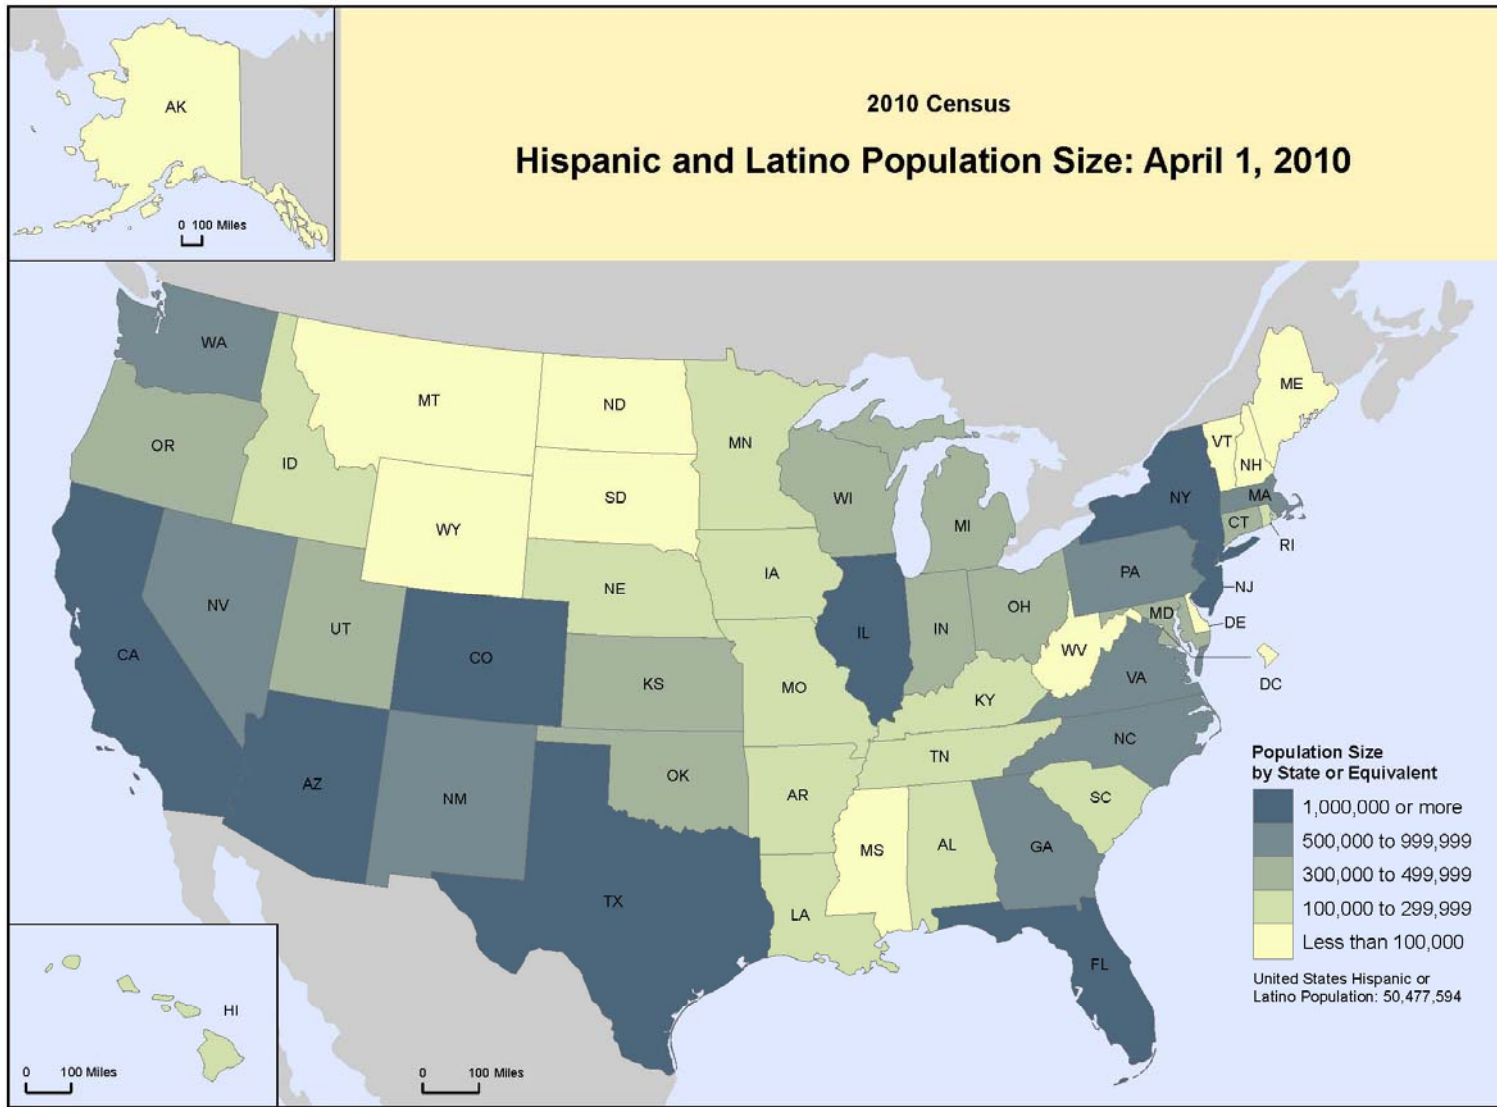 2010 Census
Hispanic and Latino Population Size: April 1, 2010
AK
0 100 Miles
WA
MT
ND
MN
ME
OR
ID
SD
WI
MI
VT
NH
NY
MA
CT
RI
WY
NE
IA
PA
NJ
NV
UT
CO
IL
IN
OH
MD
DE
CA
KS
MO
WV
VA
DC
KY
AZ
NM
OK
AR
TN
NC
SC
MS
AL
GA
TX
LA
FL
HI
0 100 Miles
0 100 Miles
Population Size
by State or Equivalent
1,000,000 or more
500,000 to 999,999
300,000 to 499,999
100,000 to 299,999
Less than 100,000
United States Hispanic or
Latino Population: 50,477,594